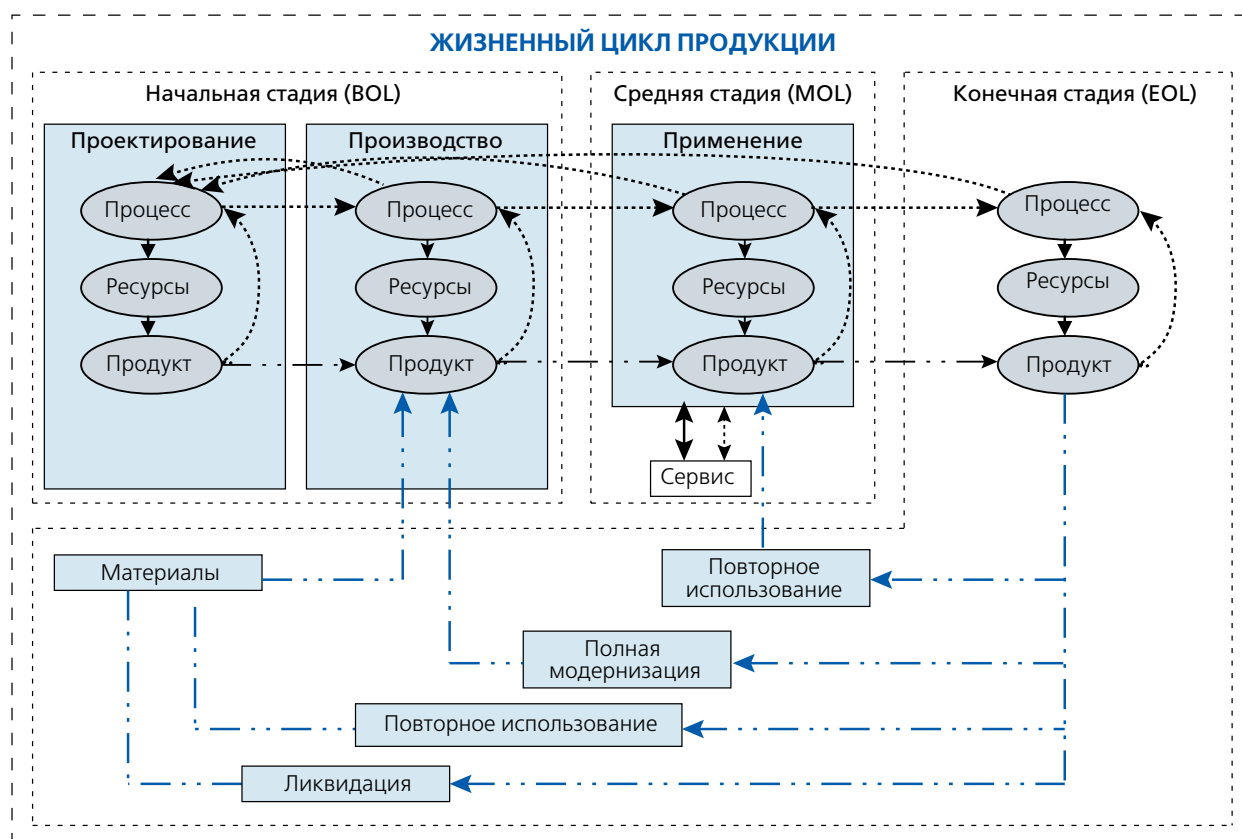 ЖИЗНЕННЫЙ ЦИКЛ ПРОДУКЦИИ
Начальная стадия (BOL)
Средняя стадия (MOL)
Конечная стадия (EOL)
Проектирование
Производство
Применение
Процесс
Процесс
Процесс
Процесс
Ресурсы
Ресурсы
Ресурсы
Ресурсы
Продукт
Продукт
Продукт
Продукт
Сервис
Материалы
Повторное
использование
Полная
модернизация
Повторное использование
Ликвидация